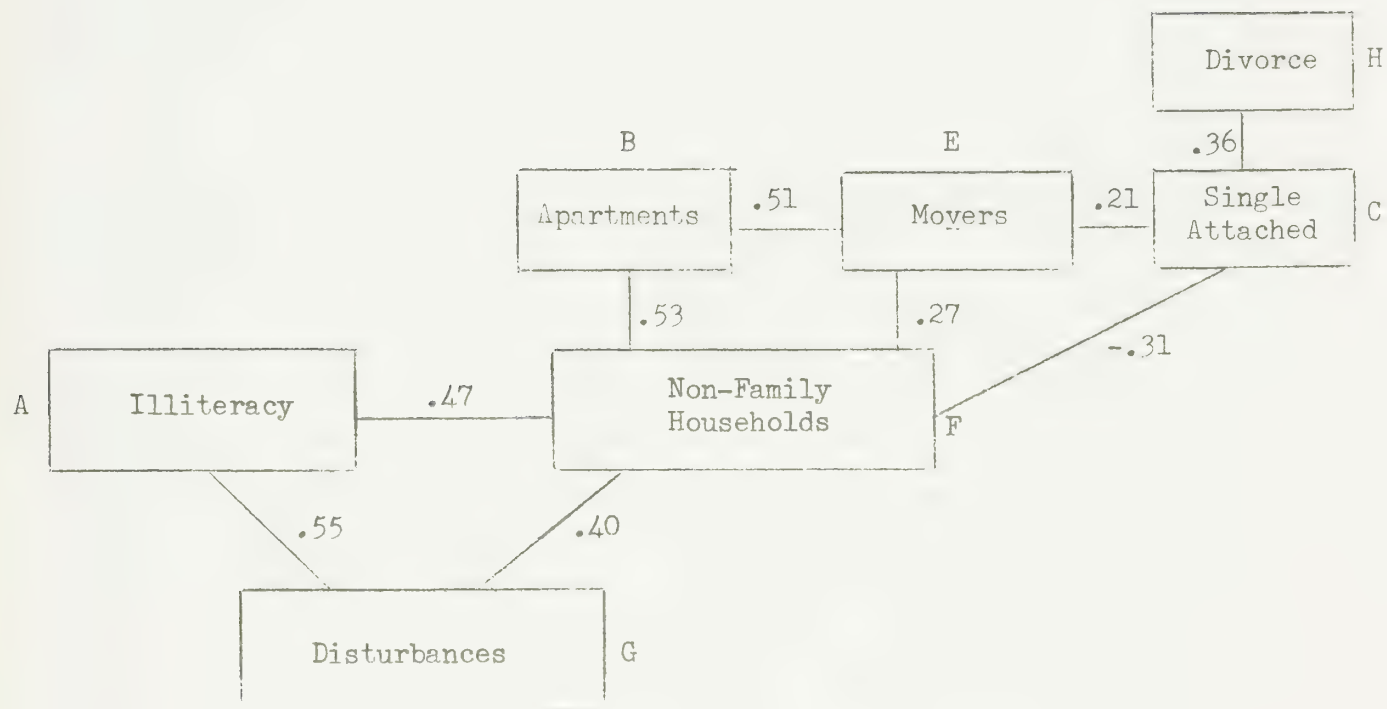 Divorce H
.36
B E
Apartments .51 Movers .21 Single
Attached C
.53 .27 -.31
A Illiteracy .47 Non-Family
Households F
.55 .40
Disturbances G